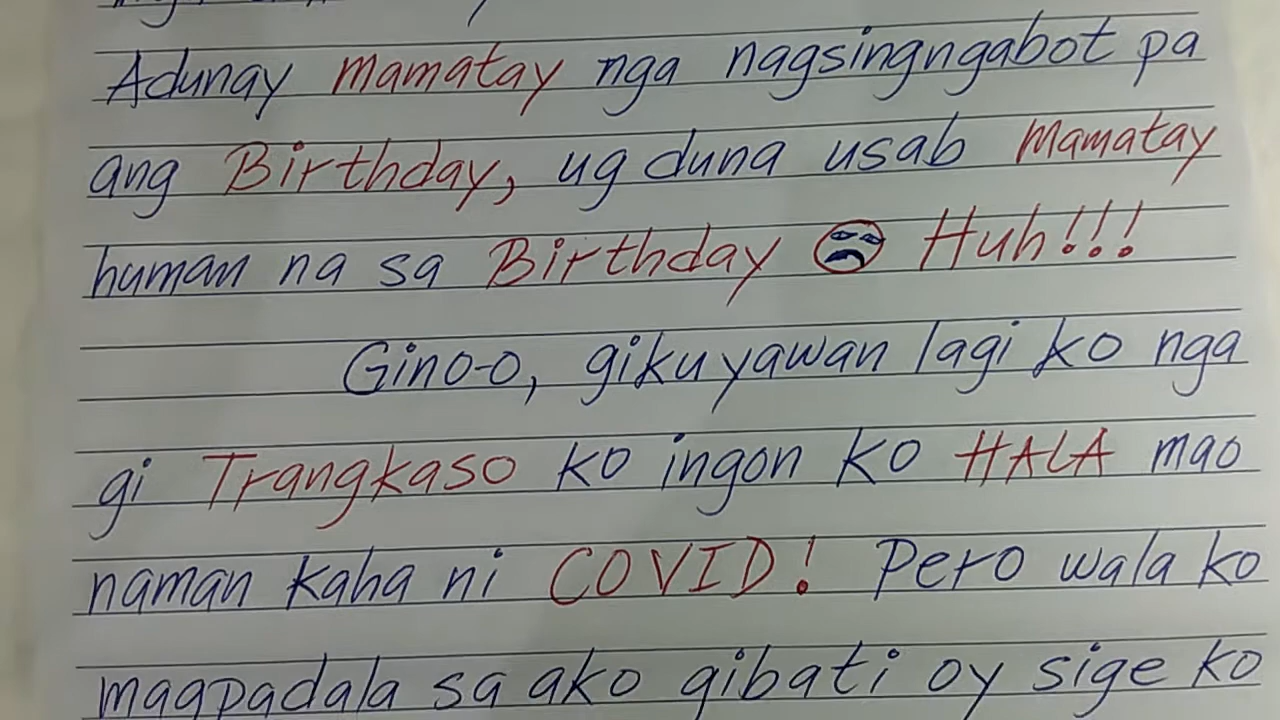 Adunay mamatay nga nagsingngabot pa
ang Birthday, ug duna usab mamatay
human na sa Birthday Huh!!!
Gino-o, gikuyawan lagi ko nga
gi Trangkaso ko ingon ko HALA mao
naman kaha ni COVID! Pero wala ko
magpadala sa ako gibati oy sige ko